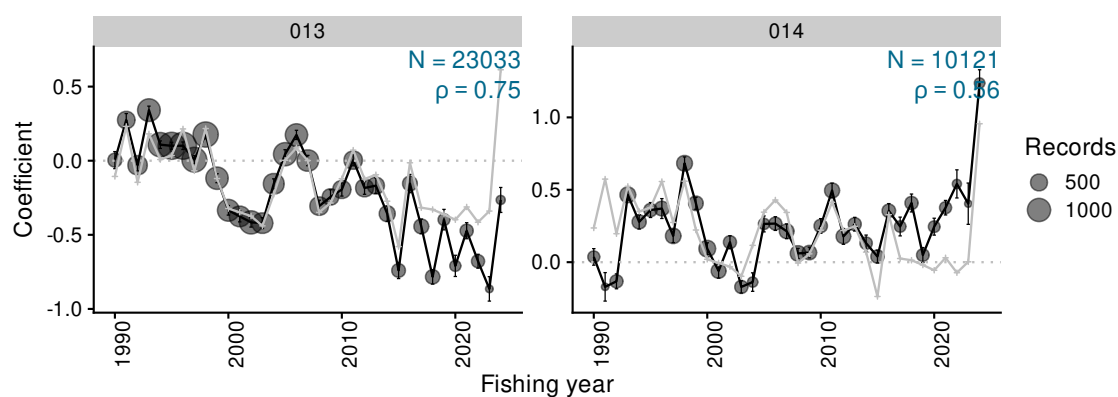 013
014
N = 23033
ρ = 0.75
N = 10121
ρ = 0.56
Coefficient
0.5
0.0
-0.5
-1.0
1.0
0.5
0.0
1990
2000
2010
2020
1990
2000
2010
2020
Fishing year
Records
500
1000